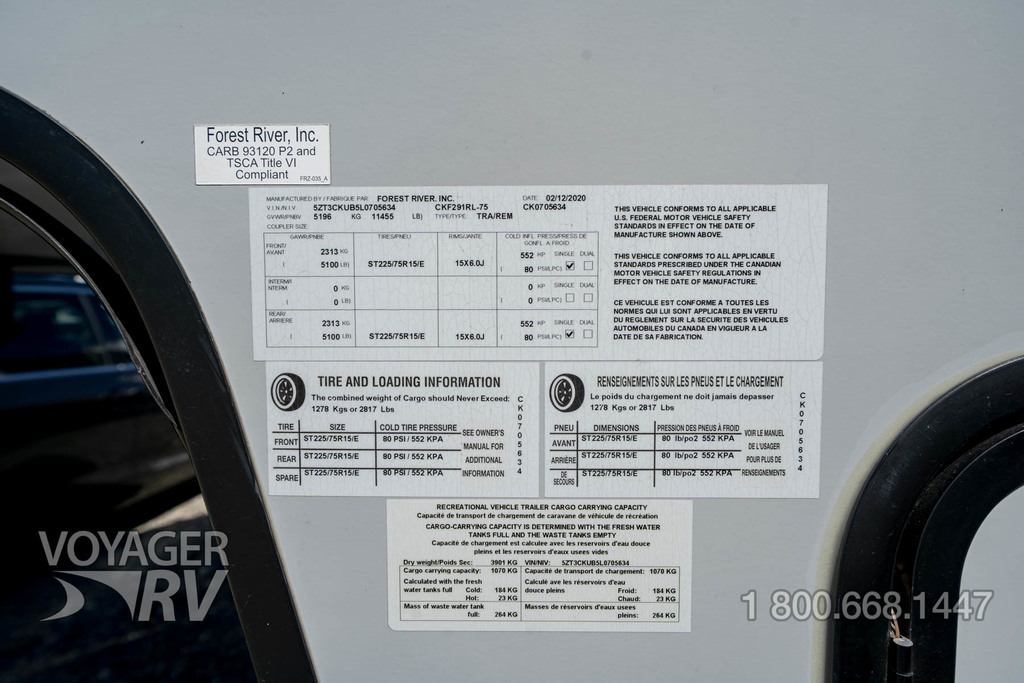 Forest River, Inc.
CARB 93120 P2 and
TSCA Title VI
Compliant
FRZ-035_A
MANUFACTURED BY / FABRIQUE PAR FOREST RIVER. INC. DATE 02/12/2020
V.I.N./N.I.V. 5ZT3CKUB5L0705634 CKF291RL-75 CK0705634
GVWR/PNBV 5196 KG 11455 LB) TYPE/TYPE TRA/REM
COUPLER SIZE
GAWR/PNBE TIRES/PNEU RIMS/JANTE COLD INFL PRESS/PRESS DE GONFL A FROID
FRONT/ AVANT 2313 KG 552 KP SINGLE DUAL
( 5100 LB) ST225/75R15/E 15X6.0J ( 80 PSI/LPC)
INTERM/ NTERM 0 KG 0 KP SINGLE DUAL
( 0 LB) ( 0 PSI/LPC)
REAR/ ARRIÈRE 2313 KG 552 KP SINGLE DUAL
( 5100 LB) ST225/75R15/E 15X6.0J ( 80 PSI/LPC)
THIS VEHICLE CONFORMS TO ALL APPLICABLE
U.S. FEDERAL MOTOR VEHICLE SAFETY
STANDARDS IN EFFECT ON THE DATE OF
MANUFACTURE SHOWN ABOVE.
THIS VEHICLE CONFORMS TO ALL APPLICABLE
STANDARDS PRESCRIBED UNDER THE CANADIAN
MOTOR VEHICLE SAFETY REGULATIONS IN
EFFECT ON THE DATE OF MANUFACTURE.
CE VEHICULE EST CONFORME A TOUTES LES
NORMES QUI LUI SONT APPLICABLES EN VERTU
DU REGLEMENT SUR LA SECURITE DES VEHICULES
AUTOMOBILES DU CANADA EN VIGUEUR A LA
DATE DE SA FABRICATION.
TIRE AND LOADING INFORMATION
The combined weight of Cargo should Never Exceed:
1278 Kgs or 2817 Lbs
TIRE SIZE COLD TIRE PRESSURE
FRONT ST225/75R15/E 80 PSI / 552 KPA
REAR ST225/75R15/E 80 PSI / 552 KPA
SPARE ST225/75R15/E 80 PSI / 552 KPA
SEE OWNER'S
MANUAL FOR
ADDITIONAL
INFORMATION
CK0705634
RENSEIGNEMENTS SUR LES PNEUS ET LE CHARGEMENT
Le poids du chargement ne doit jamais depasser
1278 Kgs or 2817 Lbs
PNEU DIMENSIONS PRESSION DES PNEUS À FROID
AVANT ST225/75R15/E 80 lb/po2 552 KPA
ARRIÈRE ST225/75R15/E 80 lb/po2 552 KPA
DE SECOURS ST225/75R15/E 80 lb/po2 552 KPA
VOIR LE MANUEL
DE L'USAGER
POUR PLUS DE
RENSEIGNEMENTS
CK0705634
RECREATIONAL VEHICLE TRAILER CARGO CARRYING CAPACITY
Capacité de transport de chargement de caravane de véhicule de récréation
CARGO-CARRYING CAPACITY IS DETERMINED WITH THE FRESH WATER
TANKS FULL AND THE WASTE TANKS EMPTY
Capacité de chargement est calculee avec les reservoirs d'eau douce
pleins et les reservoirs d'eaux usees vides
Dry weight/Poids Sec: 3901 KG VIN/NIV: 5ZT3CKUB5L0705634
Cargo carrying capacity: 1070 KG Capacité de transport de chargement: 1070 KG
Calculated with the fresh Calculé ave les réservoirs d'eau
water tanks full Cold: 184 KG douce pleins Froid: 184 KG
Hot: 23 KG Chaud: 23 KG
Mass of waste water tank Masses de réservoirs d'eaux usees
full: 264 KG pleins: 264 KG
VOYAGER
RV
1 800.668.1447